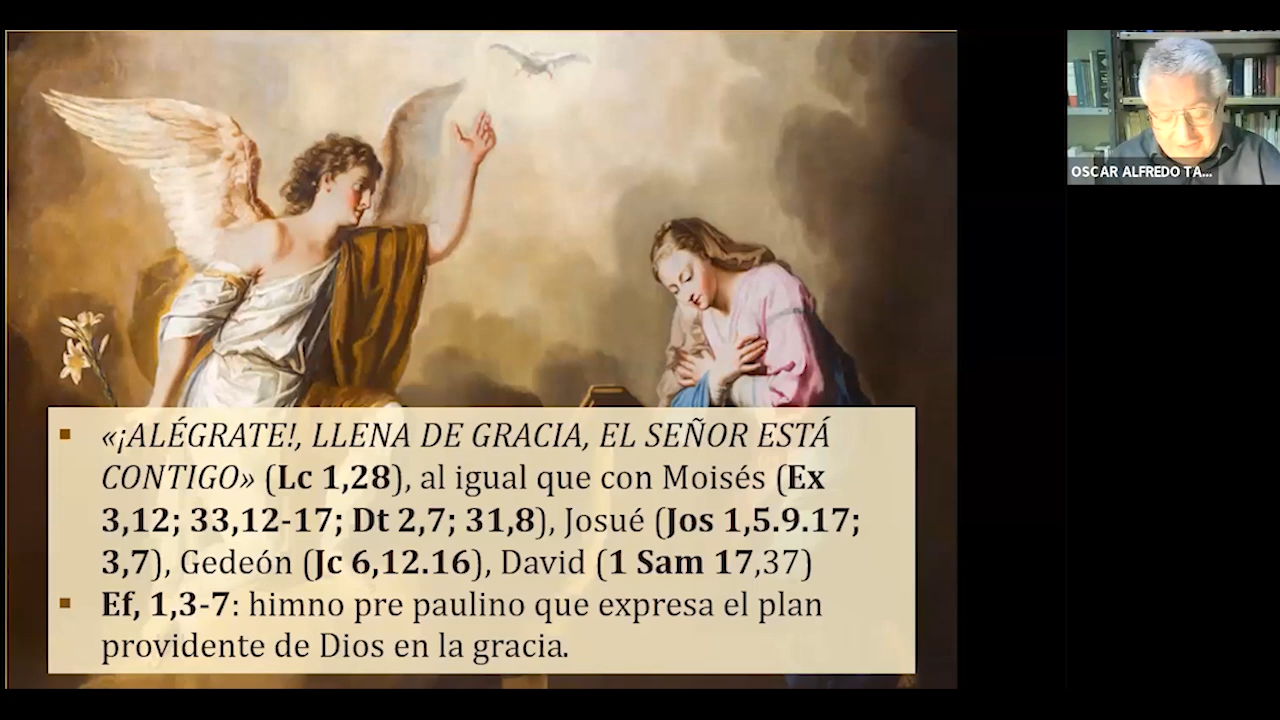 «¡ALÉGRATE!, LLENA DE GRACIA, EL SEÑOR ESTÁ
CONTIGO» (Lc 1,28), al igual que con Moisés (Ex
3,12; 33,12-17; Dt 2,7; 31,8), Josué (Jos 1,5.9.17;
3,7), Gedeón (Jc 6,12.16), David (1 Sam 17,37)
Ef, 1,3-7: himno pre paulino que expresa el plan
providente de Dios en la gracia.
OSCAR ALFREDO TA...